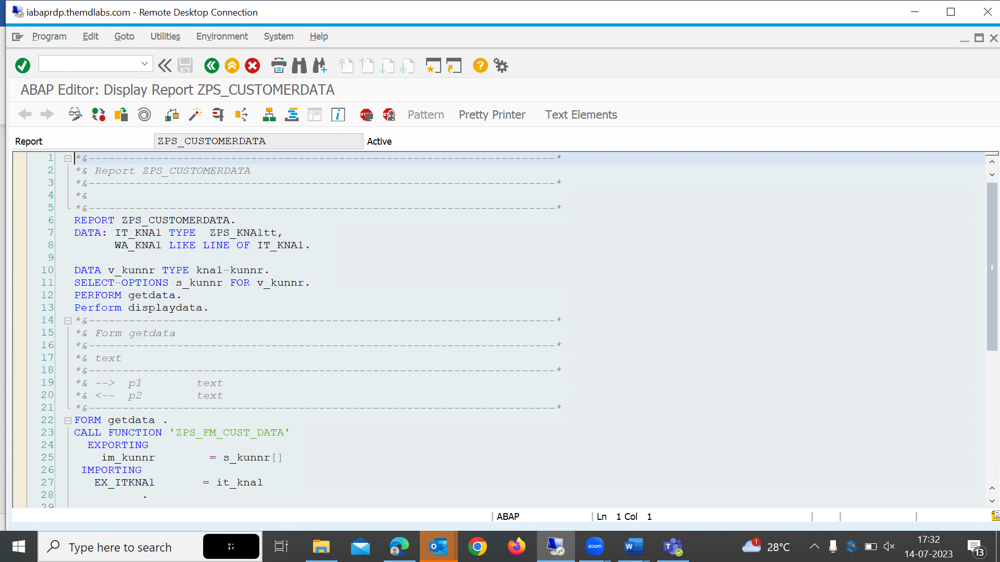 iabaprdp.themdlabs.com - Remote Desktop Connection
Program Edit Goto Utilities Environment System Help
ABAP Editor: Display Report ZPS_CUSTOMERDATA
Pattern Pretty Printer Text Elements
Report ZPS_CUSTOMERDATA Active
1 *&---------------------------------------------------------------------*
2 *& Report ZPS_CUSTOMERDATA
3 *&---------------------------------------------------------------------*
4 *&
5 *&---------------------------------------------------------------------*
6 REPORT ZPS_CUSTOMERDATA.
7 DATA: IT_KNA1 TYPE  ZPS_KNA1tt,
8       WA_KNA1 LIKE LINE OF IT_KNA1.
9
10 DATA v_kunnr TYPE kna1-kunnr.
11 SELECT-OPTIONS s_kunnr FOR v_kunnr.
12 PERFORM getdata.
13 Perform displaydata.
14 *&---------------------------------------------------------------------*
15 *& Form getdata
16 *&---------------------------------------------------------------------*
17 *& text
18 *&---------------------------------------------------------------------*
19 *& -->  p1        text
20 *& <--  p2        text
21 *&---------------------------------------------------------------------*
22 FORM getdata .
23 CALL FUNCTION 'ZPS_FM_CUST_DATA'
24   EXPORTING
25     im_kunnr        = s_kunnr[]
26  IMPORTING
27    EX_ITKNA1       = it_kna1
28           .
29
ABAP Ln 1 Col 1
Type here to search
zoom
1 28°C
17:32
14-07-2023
13